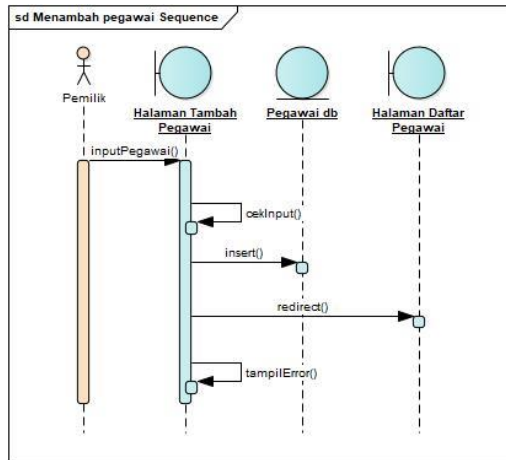 sd Menambah pegawai Sequence
Pemilik
Halaman Tambah
Pegawai
Pegawai db
Halaman Daftar
Pegawai
inputPegawai()
cekInput()
insert()
redirect()
tampilError()